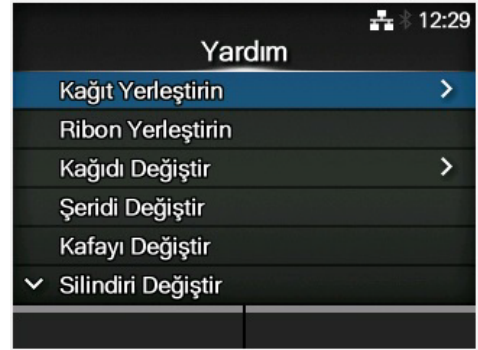 12:29
Yardım
Kağıt Yerleştirin
Ribon Yerleştirin
Kağıdı Değiştir
Şeridi Değiştir
Kafayı Değiştir
Silindiri Değiştir